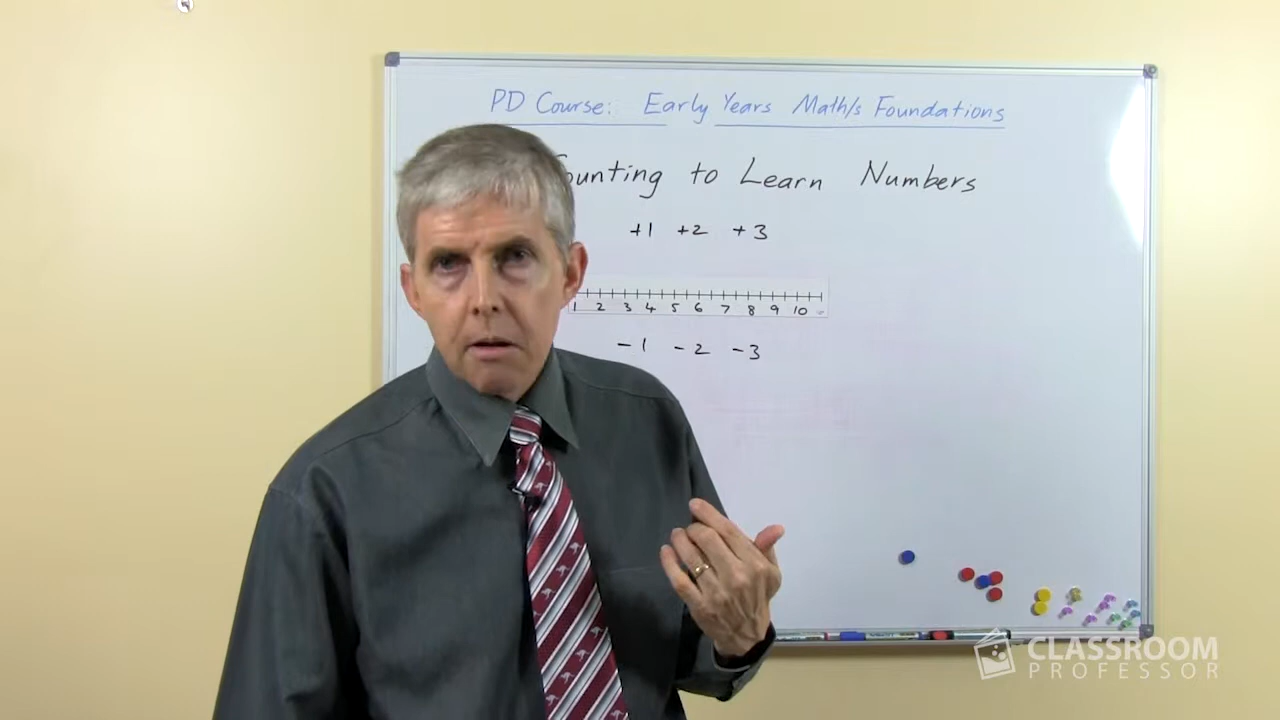 PD Course: Early Years Math/s Foundations
ounting to Learn Numbers
+1 +2 +3
1 2 3 4 5 6 7 8 9 10
-1 -2 -3
CLASSROOM
PROFESSOR